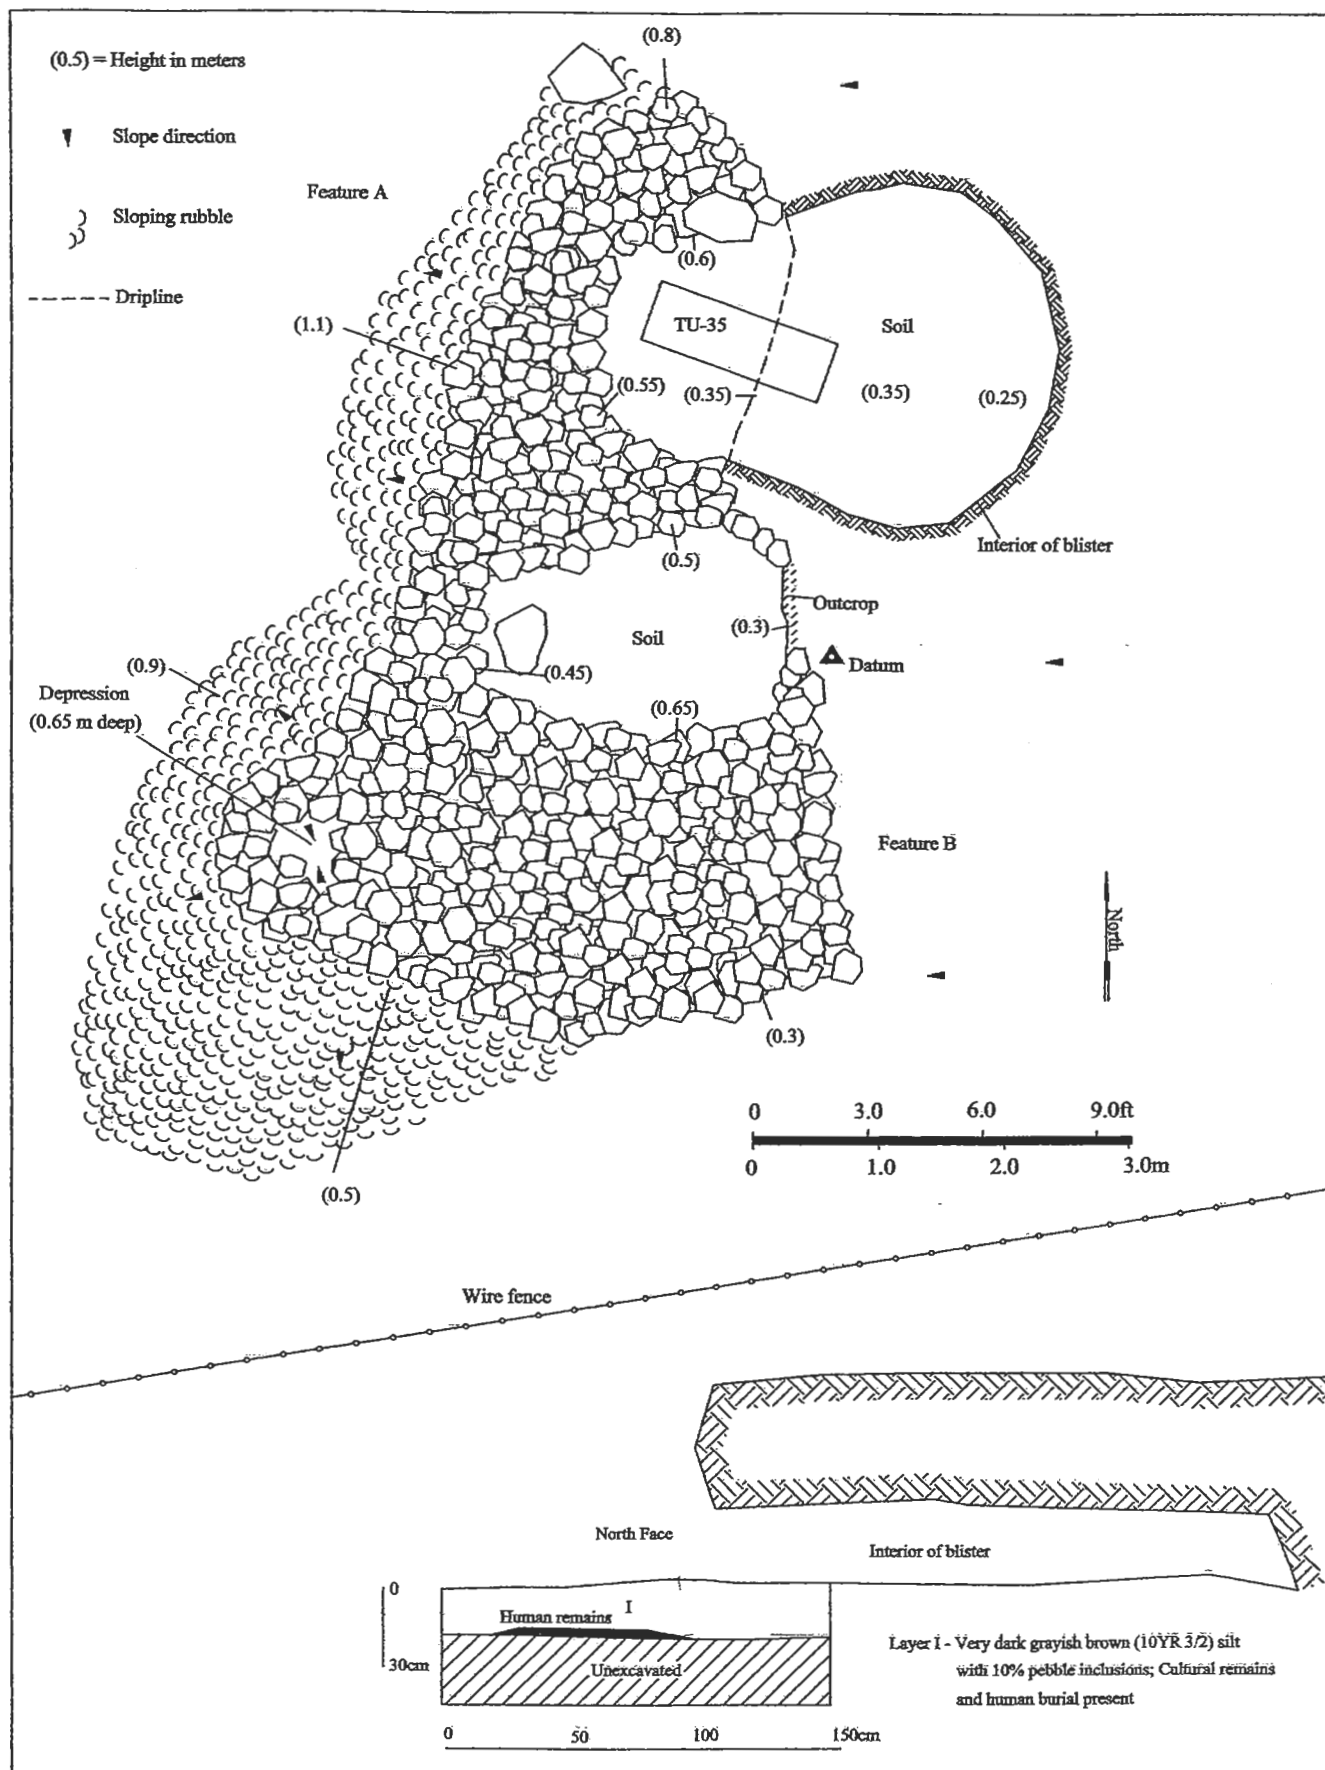 (0.5) = Height in meters
Slope direction
Sloping rubble
Dripline
(0.8)
Feature A
(0.6)
TU-35
Soil
(1.1)
(0.55)
(0.35)
(0.35)
(0.25)
Interior of blister
(0.5)
Outcrop
(0.3)
Soil
Datum
(0.9)
(0.45)
Depression
(0.65 m deep)
(0.65)
Feature B
North
(0.3)
0 3.0 6.0 9.0ft
0 1.0 2.0 3.0m
(0.5)
Wire fence
North Face
Interior of blister
0
I
Human remains
30cm
Unexcavated
Layer I - Very dark grayish brown (10YR 3/2) silt
with 10% pebble inclusions; Cultural remains
and human burial present
0 50 100 150cm